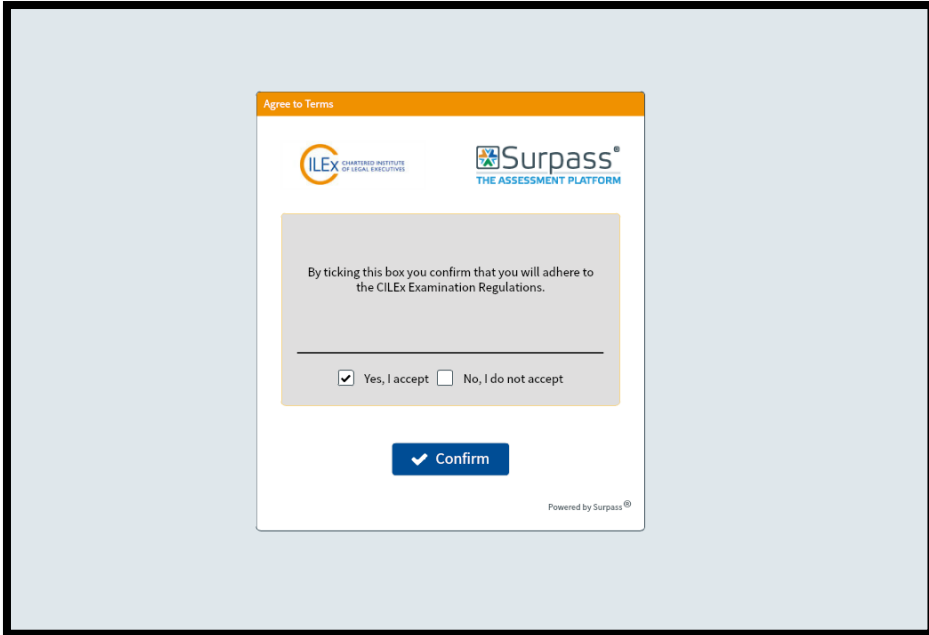 Agree to Terms
CILEx CHARTERED INSTITUTE
OF LEGAL EXECUTIVES
Surpass®
THE ASSESSMENT PLATFORM
By ticking this box you confirm that you will adhere to
the CILEx Examination Regulations.
Yes, I accept No, I do not accept
Confirm
Powered by Surpass®